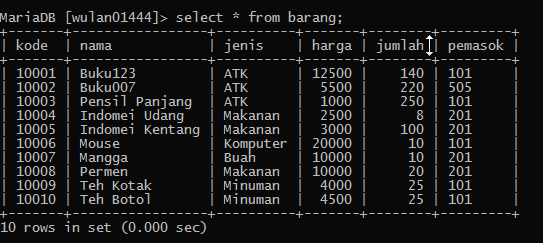 MariaDB [wulan01444]> select * from barang;
+-------+-----------------+----------+-------+--------+---------+
| kode  | nama            | jenis    | harga | jumlah | pemasok |
+-------+-----------------+----------+-------+--------+---------+
| 10001 | Buku123         | ATK      | 12500 |    140 | 101     |
| 10002 | Buku007         | ATK      |  5500 |    220 | 505     |
| 10003 | Pensil Panjang  | ATK      |  1000 |    250 | 101     |
| 10004 | Indomei Udang   | Makanan  |  2500 |      8 | 201     |
| 10005 | Indomei Kentang | Makanan  |  3000 |    100 | 201     |
| 10006 | Mouse           | Komputer | 20000 |     10 | 101     |
| 10007 | Mangga          | Buah     | 10000 |     10 | 201     |
| 10008 | Permen          | Makanan  | 10000 |     20 | 201     |
| 10009 | Teh Kotak       | Minuman  |  4000 |     25 | 101     |
| 10010 | Teh Botol       | Minuman  |  4500 |     25 | 101     |
+-------+-----------------+----------+-------+--------+---------+
10 rows in set (0.000 sec)